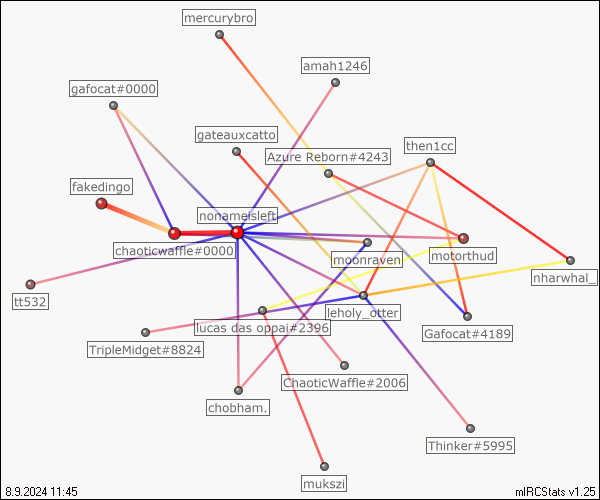 mercurybro
amah1246
gafocat#0000
gateauxcatto
then1cc
Azure Reborn#4243
fakedingo
nonameisleft
chaoticwaffle#0000
moonraven
motorthud
nharwhal_
tt532
leholy_otter
lucas das oppai#2396
Gafocat#4189
TripleMidget#8824
ChaoticWaffle#2006
chobham.
Thinker#5995
mukszi
8.9.2024 11:45
mIRCStats v1.25